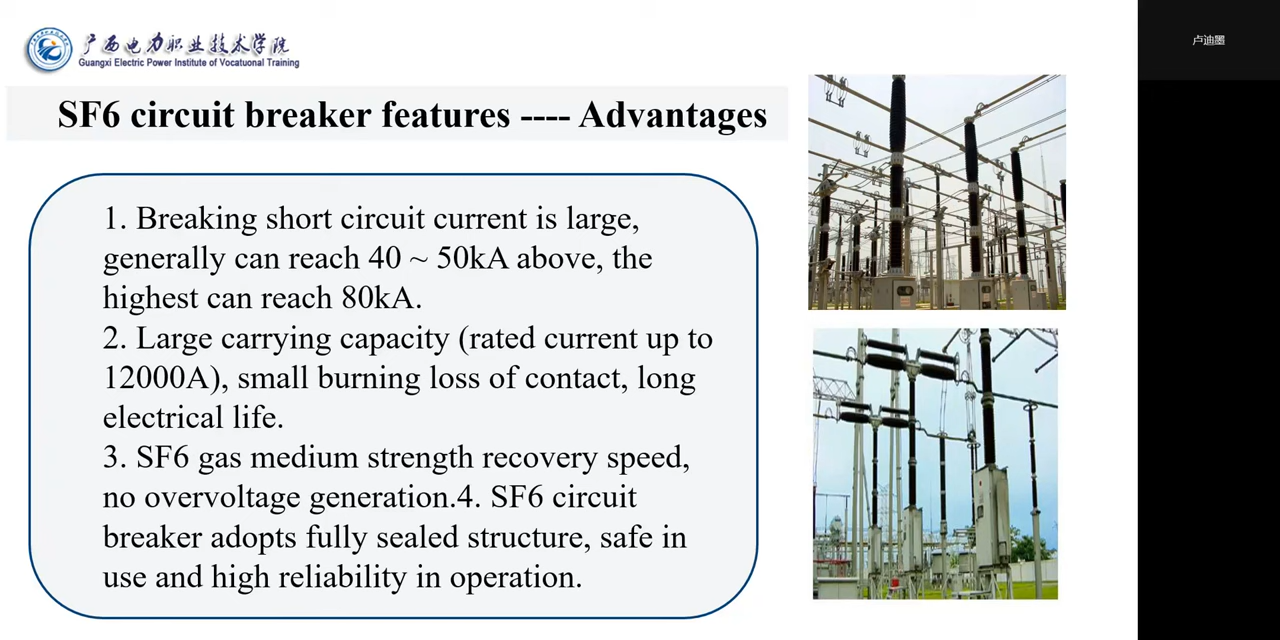 广西电力职业技术学院
Guangxi Electric Power Institute of Vocatuonal Training
卢迪墨
SF6 circuit breaker features ---- Advantages
1. Breaking short circuit current is large,
generally can reach 40 ~ 50kA above, the
highest can reach 80kA.
2. Large carrying capacity (rated current up to
12000A), small burning loss of contact, long
electrical life.
3. SF6 gas medium strength recovery speed,
no overvoltage generation.4. SF6 circuit
breaker adopts fully sealed structure, safe in
use and high reliability in operation.